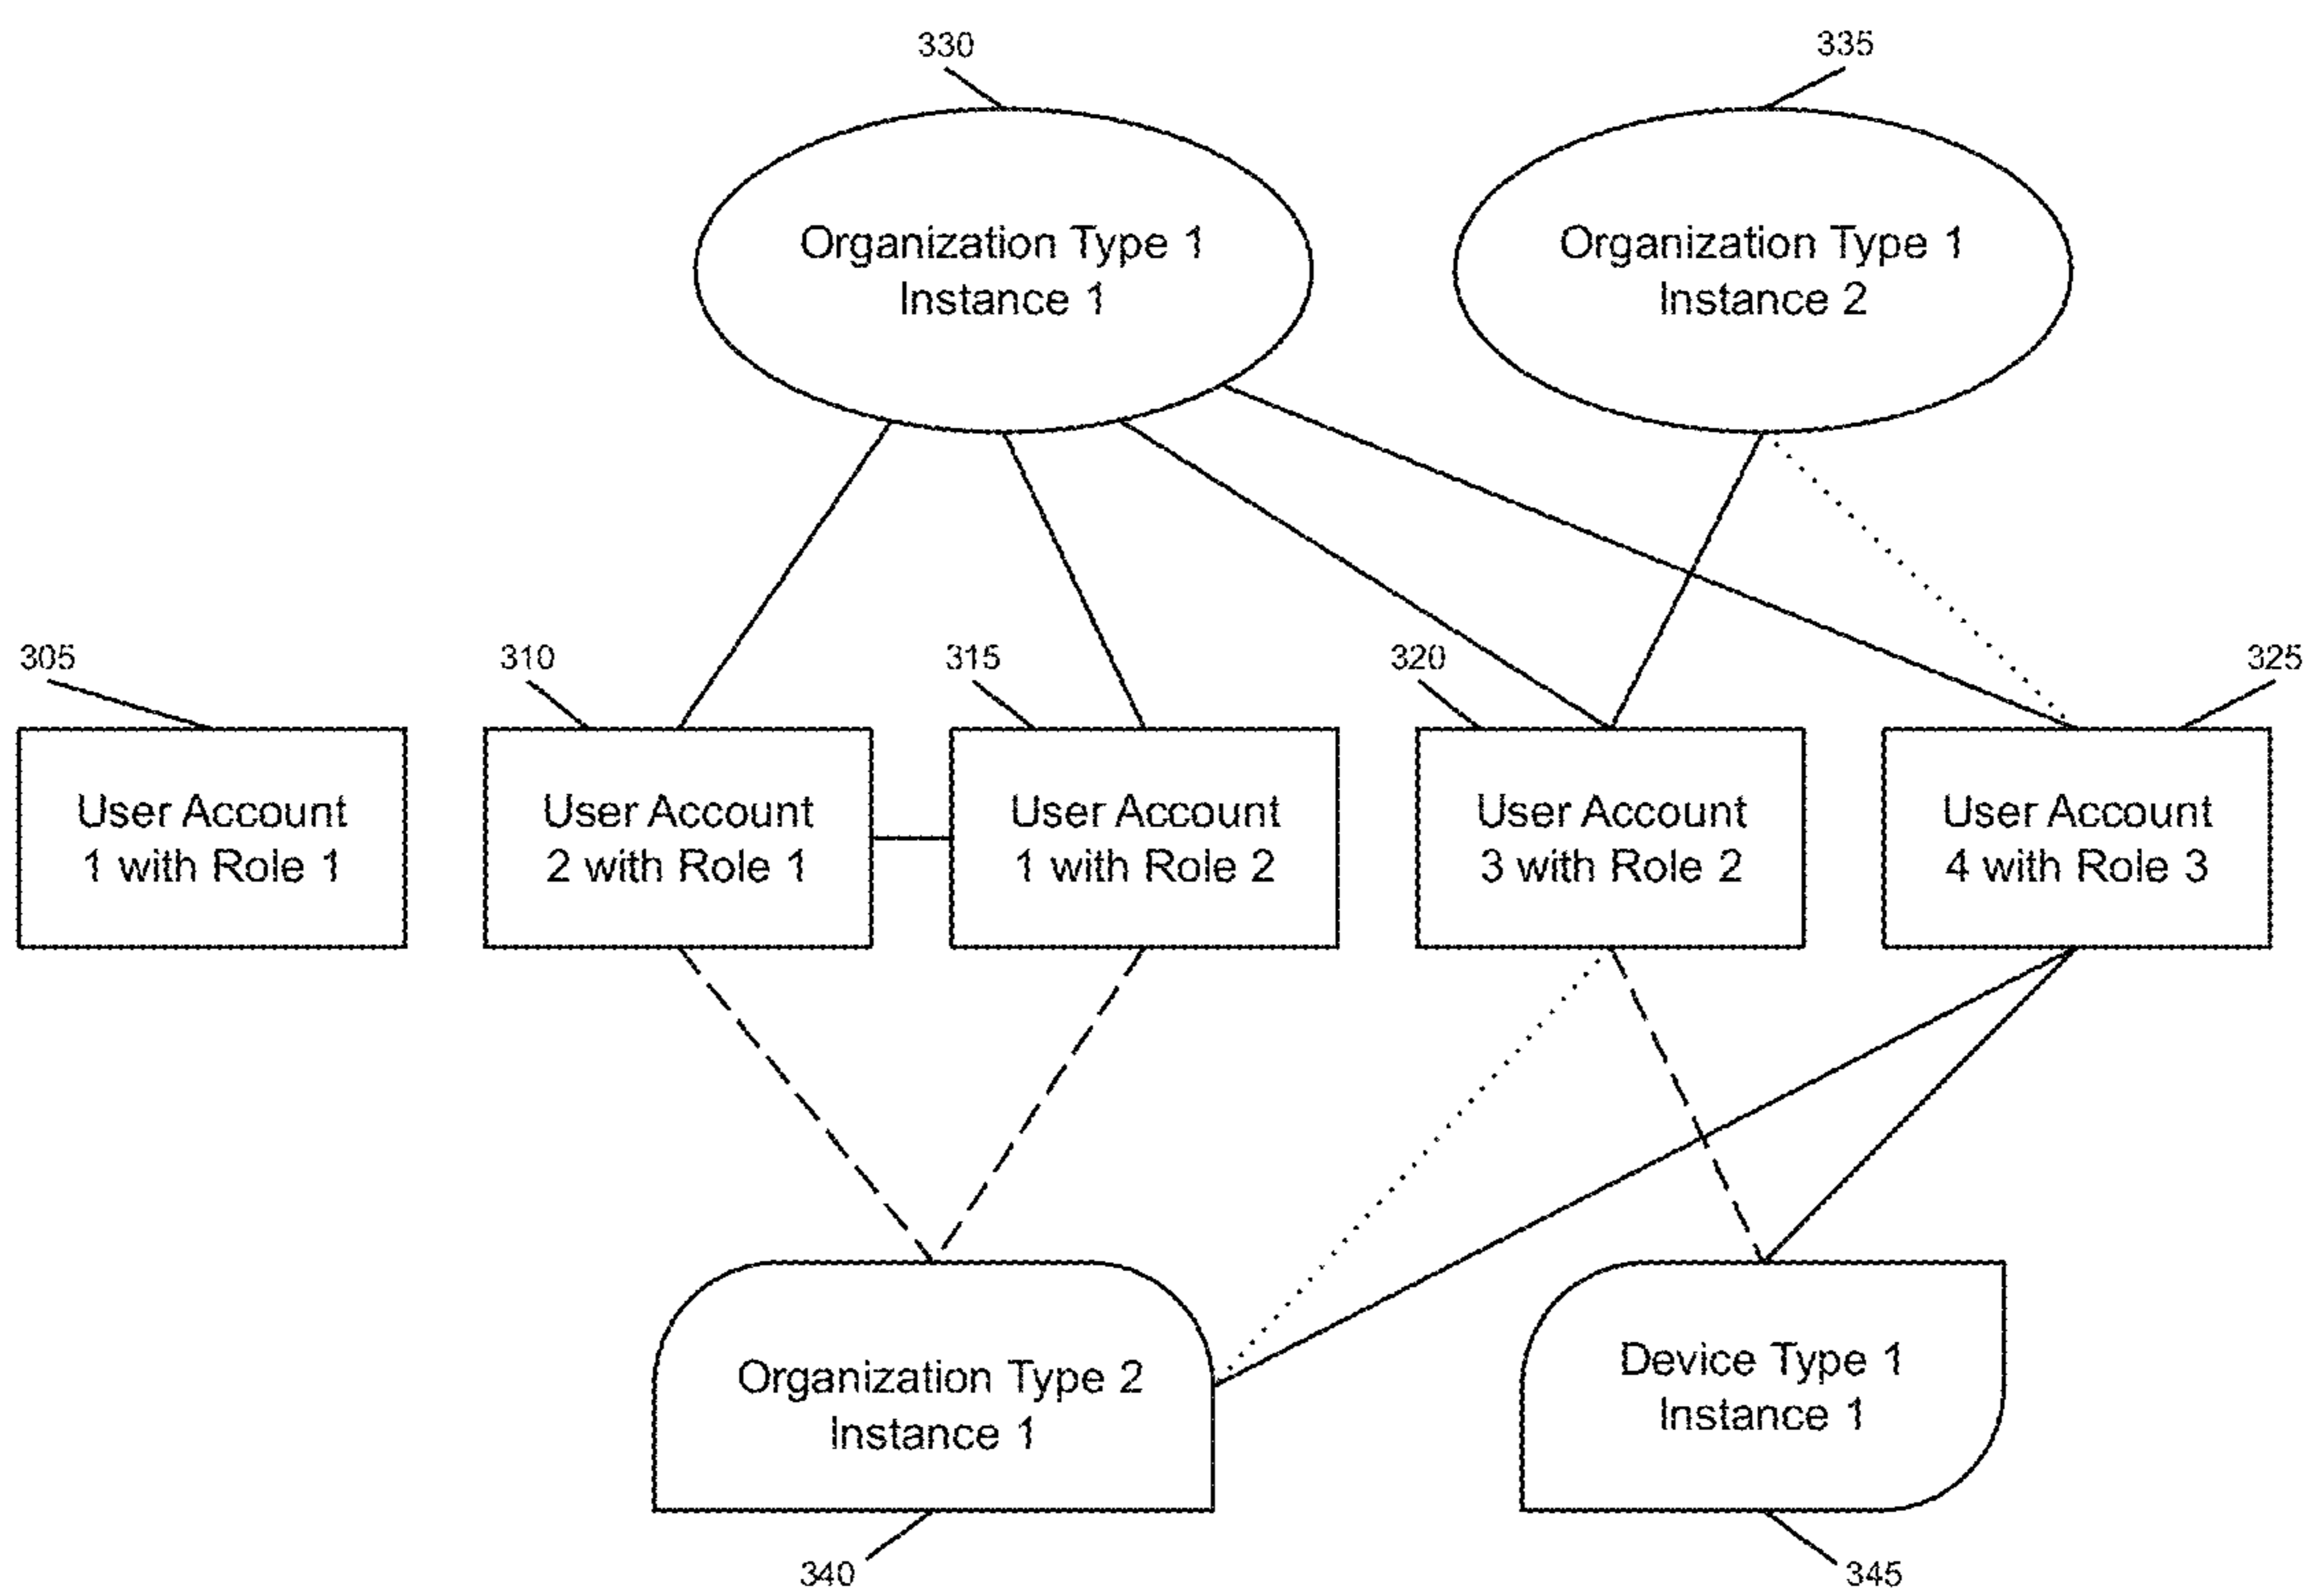 330
335
Organization Type 1
Instance 1
Organization Type 1
Instance 2
305
310
315
320
325
User Account
1 with Role 1
User Account
2 with Role 1
User Account
1 with Role 2
User Account
3 with Role 2
User Account
4 with Role 3
Organization Type 2
Instance 1
Device Type 1
Instance 1
340
345